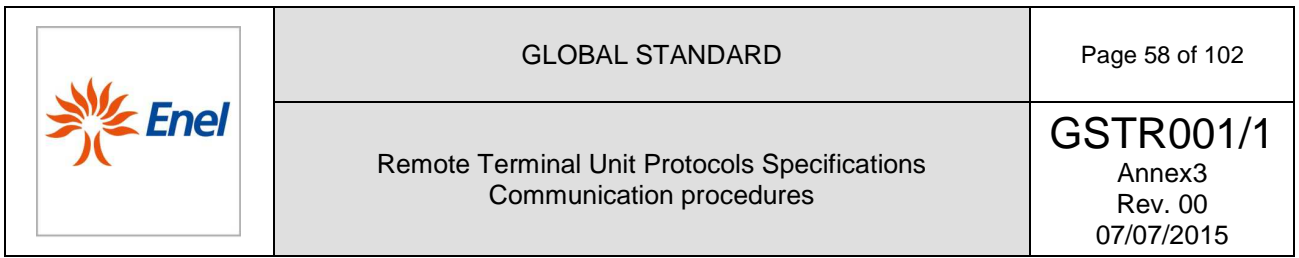 Enel
GLOBAL STANDARD
Page 58 of 102
Remote Terminal Unit Protocols Specifications
Communication procedures
GSTR001/1
Annex3
Rev. 00
07/07/2015